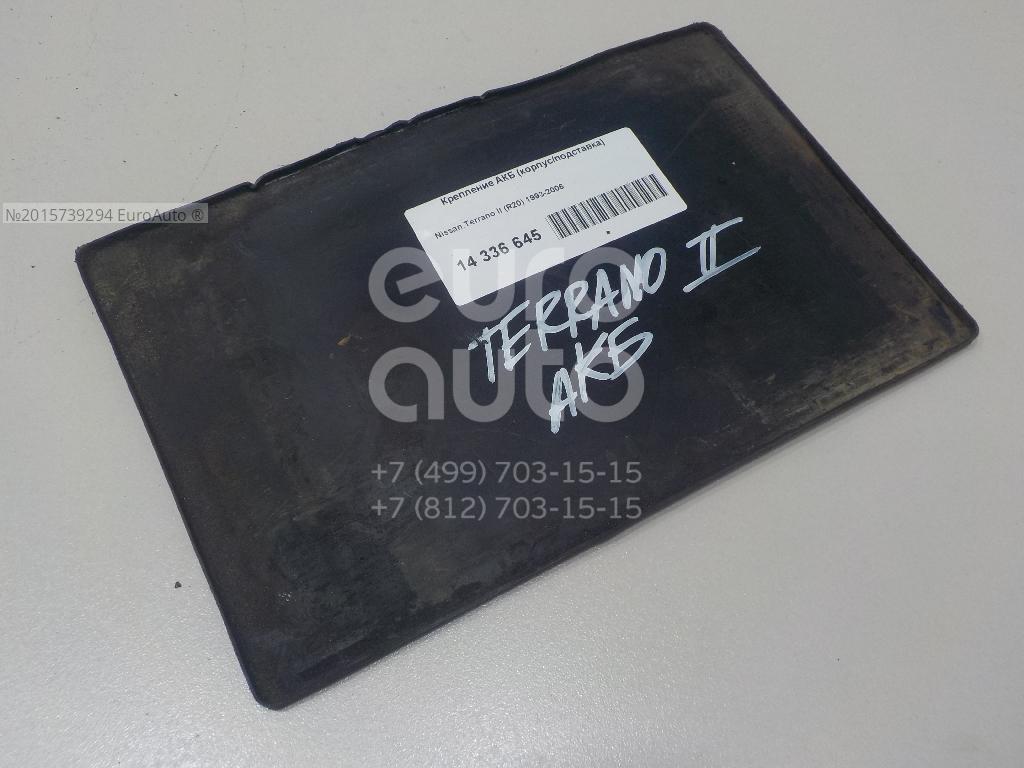 №2015739294 EuroAuto ®
Крепление АКБ (корпус/подставка)
Nissan Terrano II (R20) 1993-2006
14 336 645
euro
auto
TERRANO II
АКБ
+7 (499) 703-15-15
+7 (812) 703-15-15